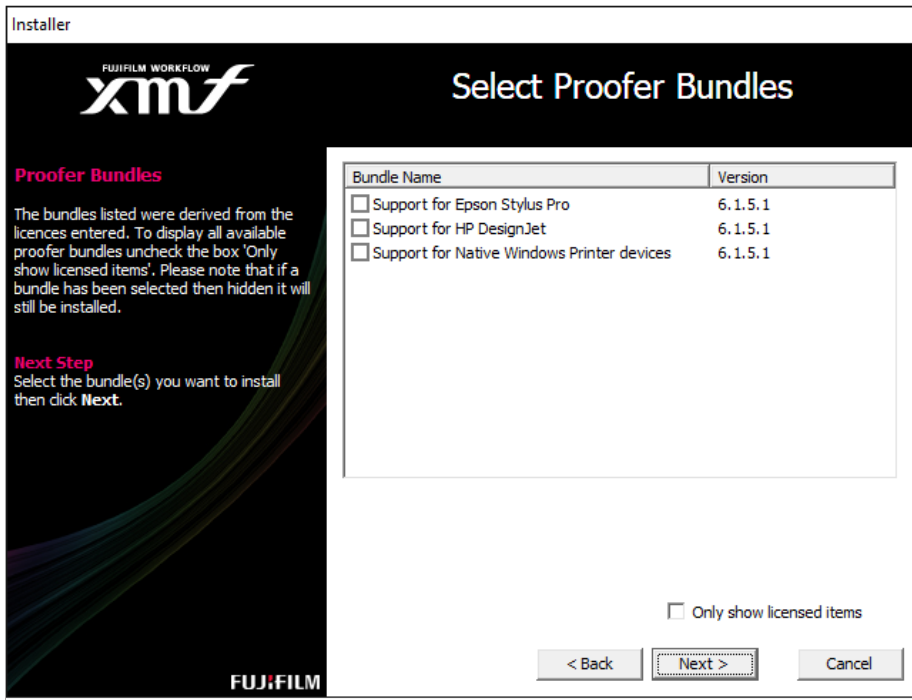 Installer
FUJIFILM WORKFLOW
xmf
Select Proofer Bundles
Proofer Bundles
The bundles listed were derived from the
licences entered. To display all available
proofer bundles uncheck the box 'Only
show licensed items'. Please note that if a
bundle has been selected then hidden it will
still be installed.
Next Step
Select the bundle(s) you want to install
then click Next.
Bundle Name Version
Support for Epson Stylus Pro 6.1.5.1
Support for HP DesignJet 6.1.5.1
Support for Native Windows Printer devices 6.1.5.1
Only show licensed items
< Back Next > Cancel
FUJIFILM